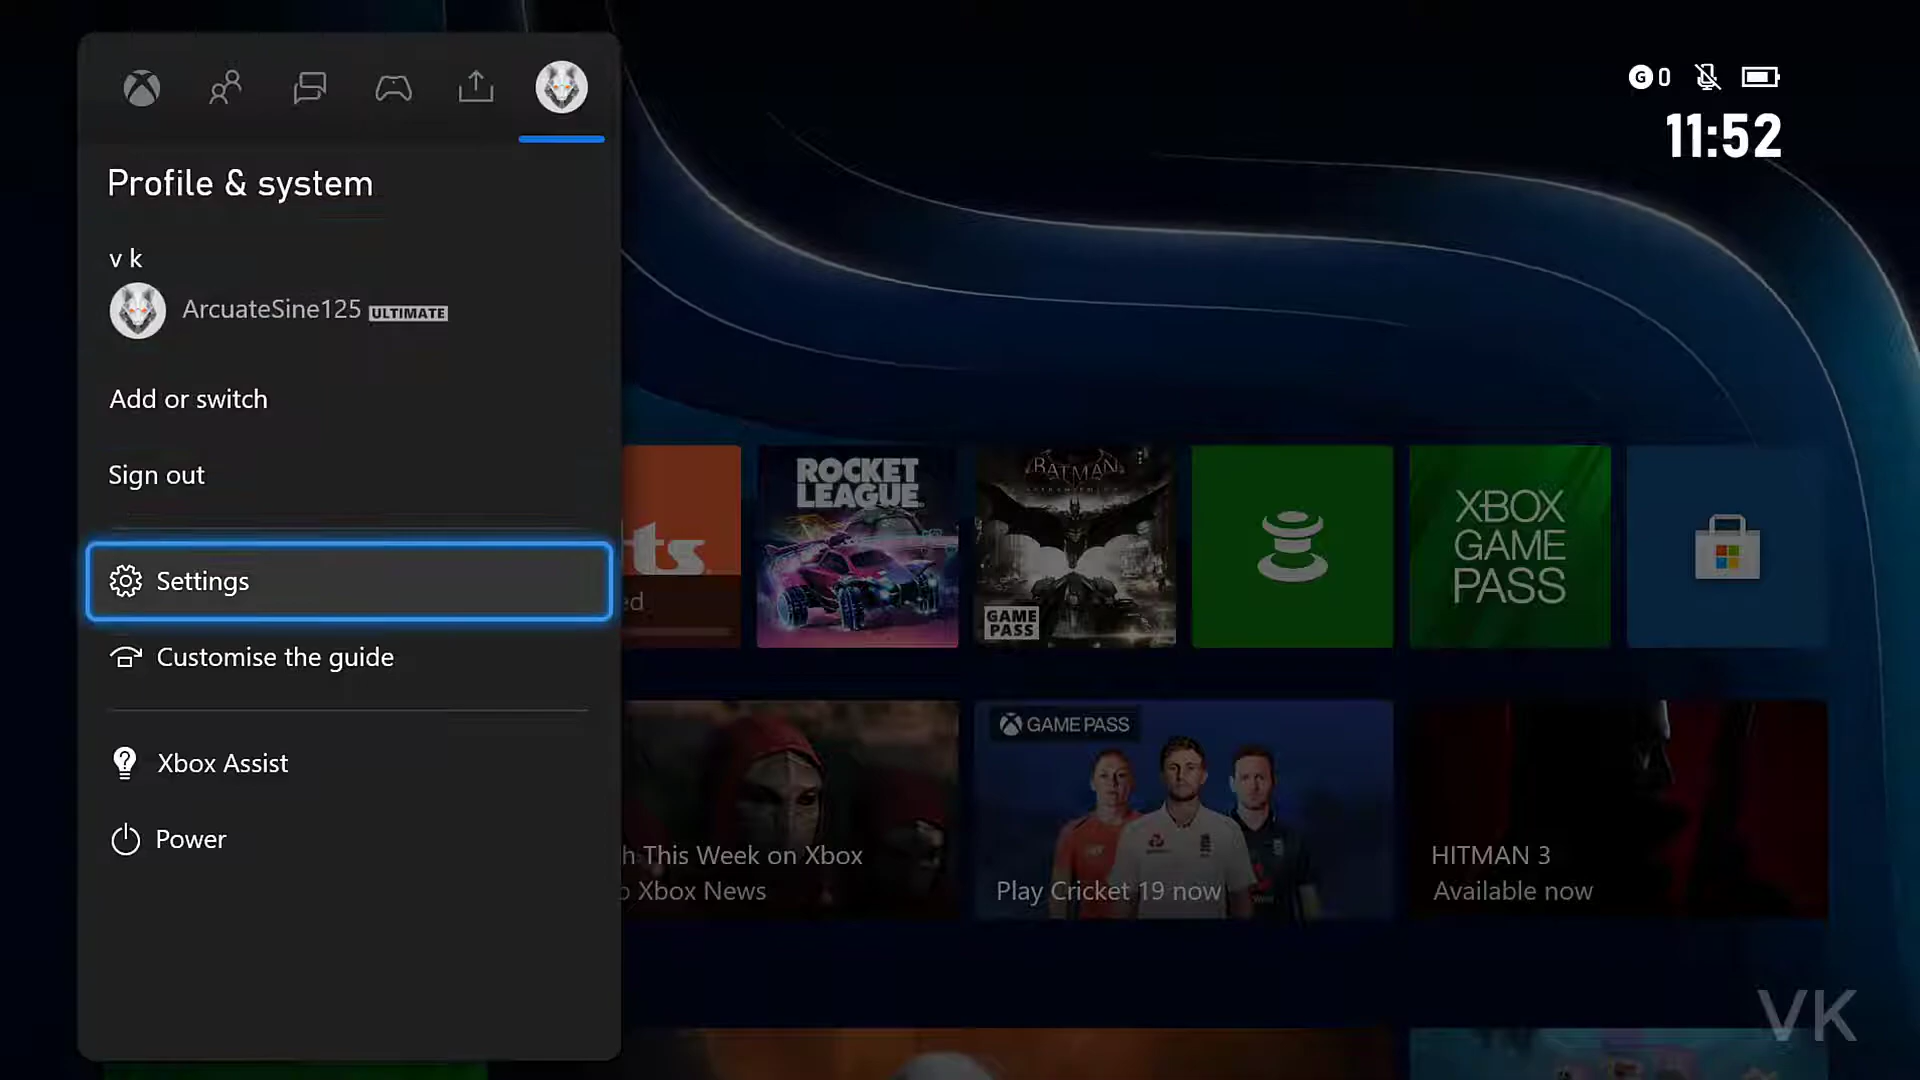 G 0
11:52
Profile & system
v k
ArcuateSine125 ULTIMATE
Add or switch
Sign out
Settings
Customise the guide
Xbox Assist
Power
ts
ed
ROCKET
LEAGUE
BATMAN
GAME
PASS
XBOX
GAME
PASS
h This Week on Xbox
o Xbox News
GAME PASS
Play Cricket 19 now
HITMAN 3
Available now
VK